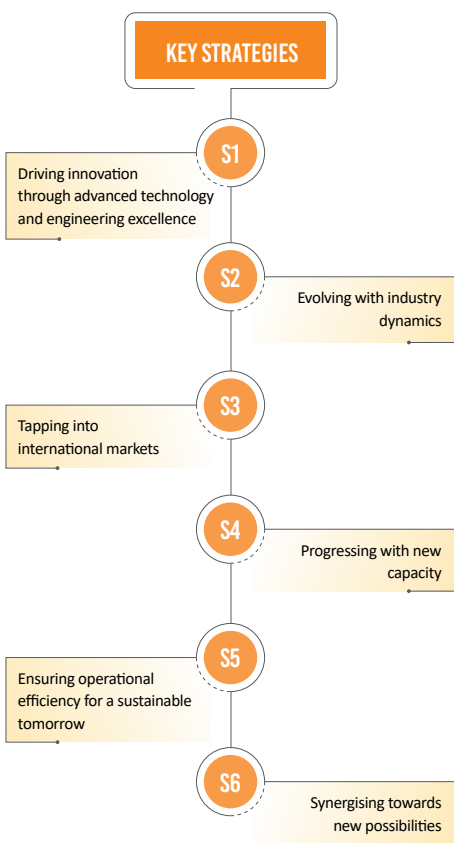 KEY STRATEGIES
S1
Driving innovation
through advanced technology
and engineering excellence
S2
Evolving with industry
dynamics
S3
Tapping into
international markets
S4
Progressing with new
capacity
S5
Ensuring operational
efficiency for a sustainable
tomorrow
S6
Synergising towards
new possibilities